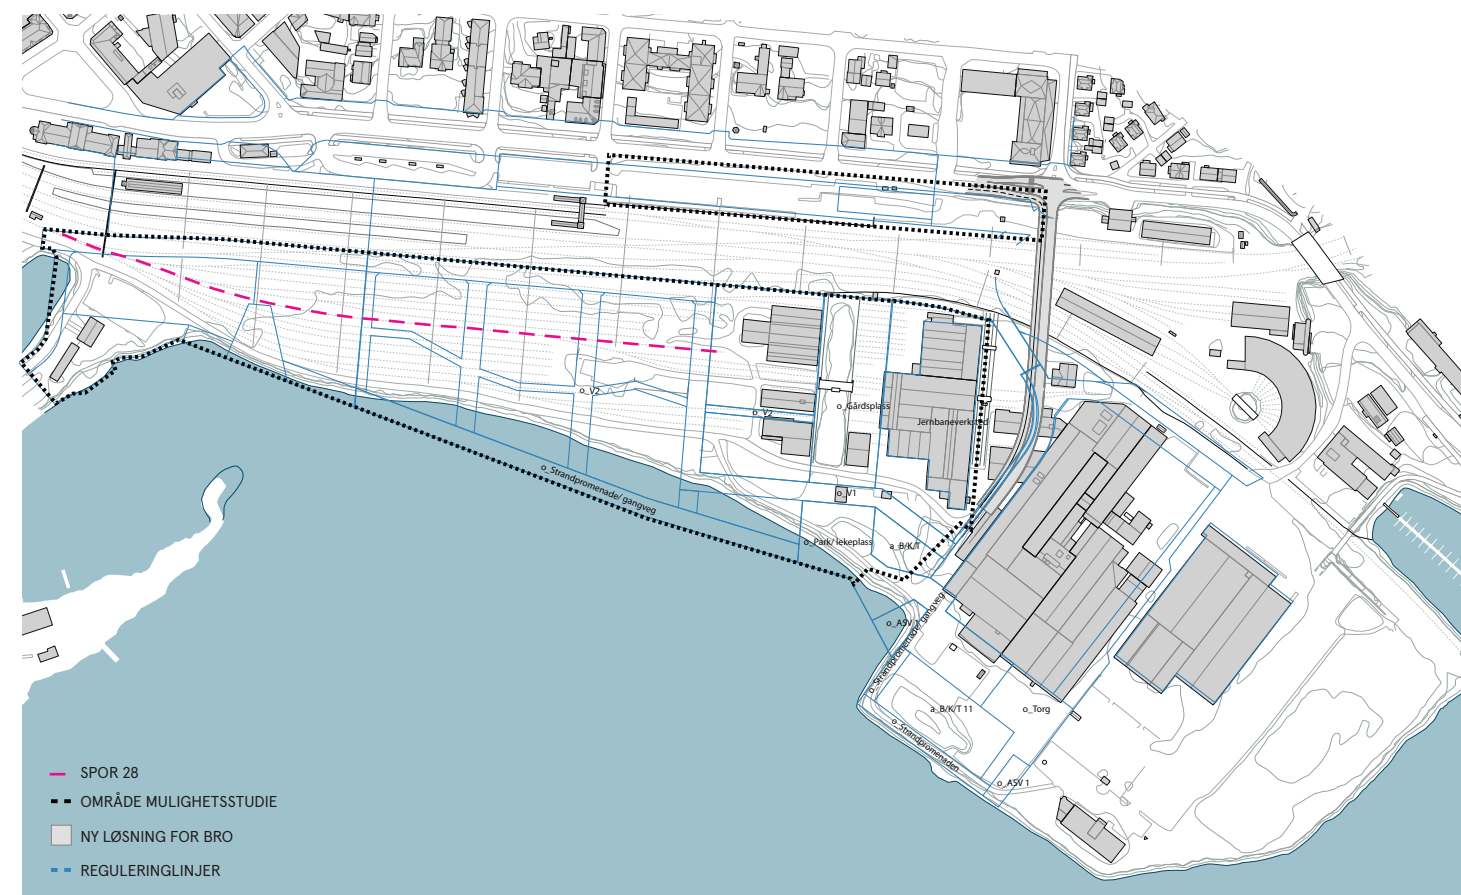 o_V2
o_V2
o_Gårdsplass
Jernbaneverksted
o_Strandpromenade/ gangveg
o_V1
o_Park/ lekeplass
a_B/K/T
o_ASV 1
o_Strandpromenade/ gangveg
a_B/K/T 11
o_Torg
o_Strandpromenaden
o_ASV 1
SPOR 28
OMRÅDE MULIGHETSSTUDIE
NY LØSNING FOR BRO
REGULERINGLINJER